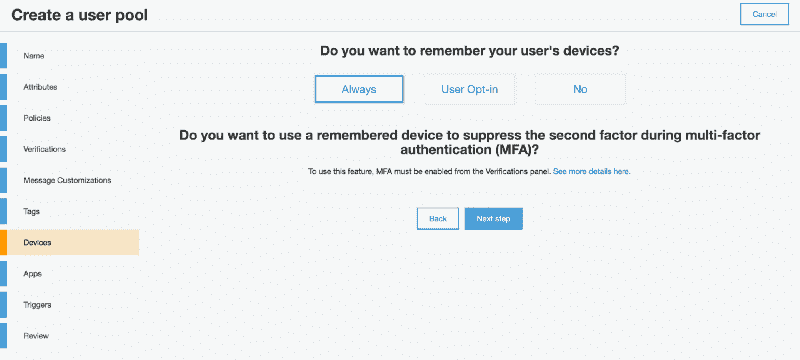 Create a user pool
Cancel
Name
Attributes
Policies
Verifications
Message Customizations
Tags
Devices
Apps
Triggers
Review
Do you want to remember your user's devices?
Always
User Opt-in
No
Do you want to use a remembered device to suppress the second factor during multi-factor
authentication (MFA)?
To use this feature, MFA must be enabled from the Verifications panel. See more details here.
Back
Next step